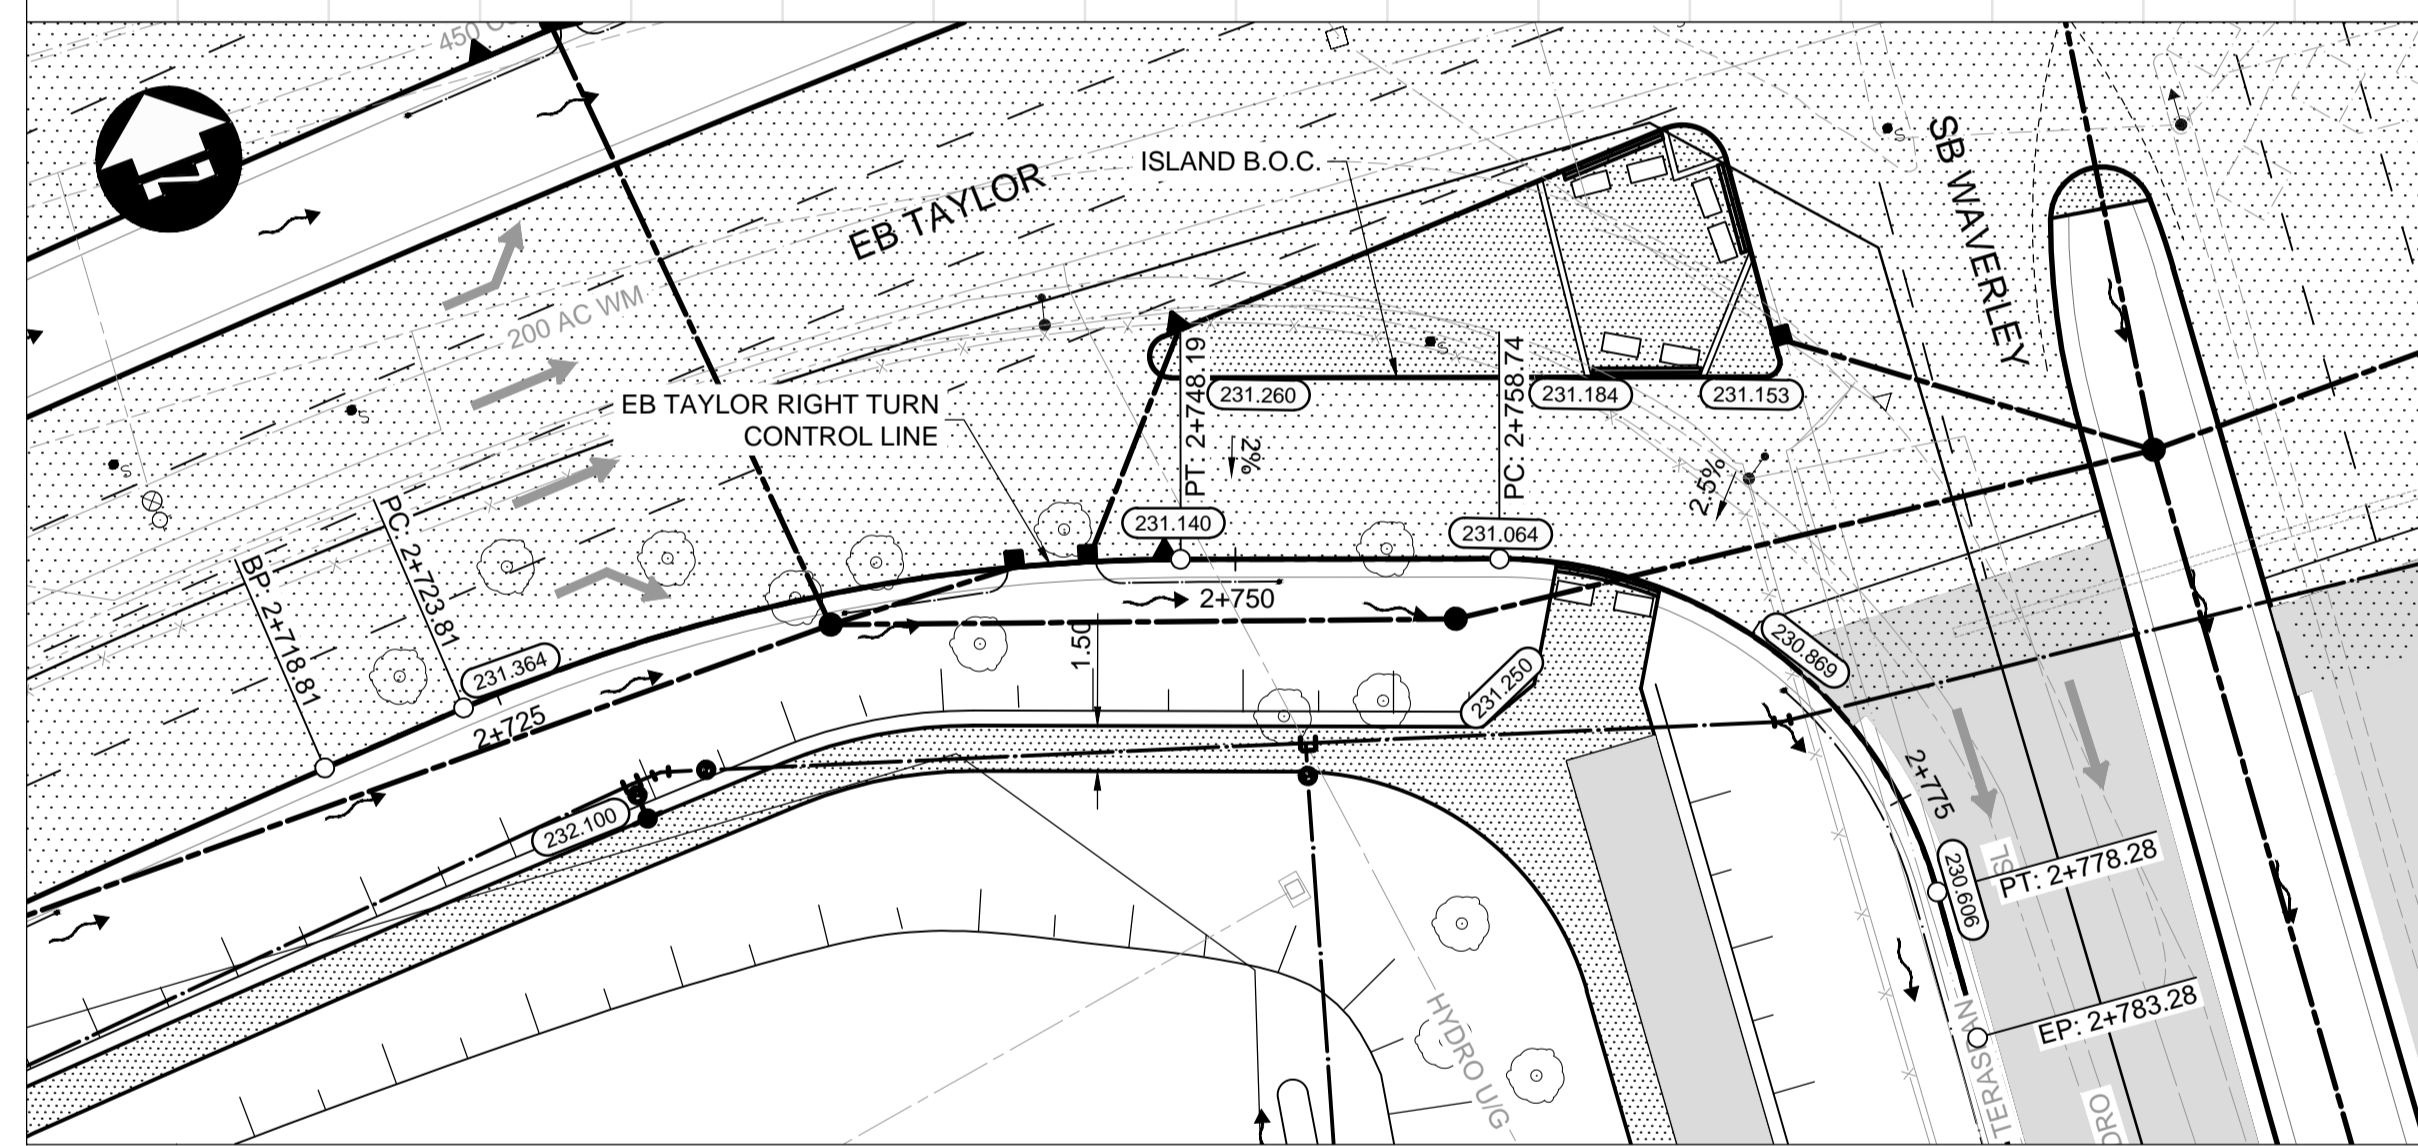 N
200 AC WM
EB TAYLOR
ISLAND B.O.C.
SB WAVERLEY
EB TAYLOR RIGHT TURN
CONTROL LINE
231.260
PT: 2+748.19
2%
PC: 2+758.74
231.184
231.153
2.5%
231.140
231.064
BP: 2+718.81
PC: 2+723.81
231.364
2+725
2+750
1.50
231.250
230.869
232.100
2+775
230.606
PT: 2+778.28
EP: 2+783.28
HYDRO U/G